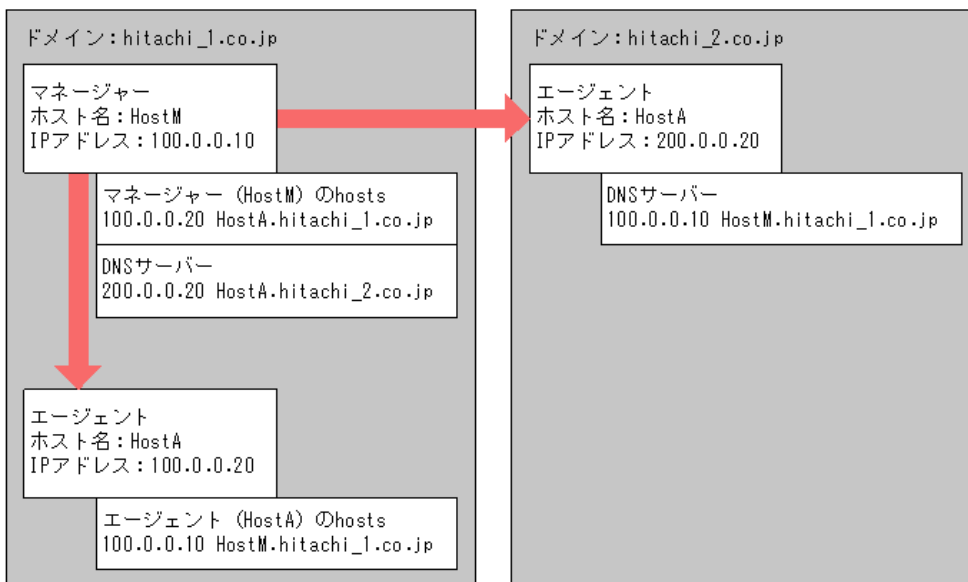 ドメイン：hitachi_1.co.jp
マネージャー
ホスト名：HostM
IPアドレス：100.0.0.10
マネージャー (HostM) のhosts
100.0.0.20 HostA.hitachi_1.co.jp
DNSサーバー
200.0.0.20 HostA.hitachi_2.co.jp
エージェント
ホスト名：HostA
IPアドレス：100.0.0.20
エージェント (HostA) のhosts
100.0.0.10 HostM.hitachi_1.co.jp
ドメイン：hitachi_2.co.jp
エージェント
ホスト名：HostA
IPアドレス：200.0.0.20
DNSサーバー
100.0.0.10 HostM.hitachi_1.co.jp